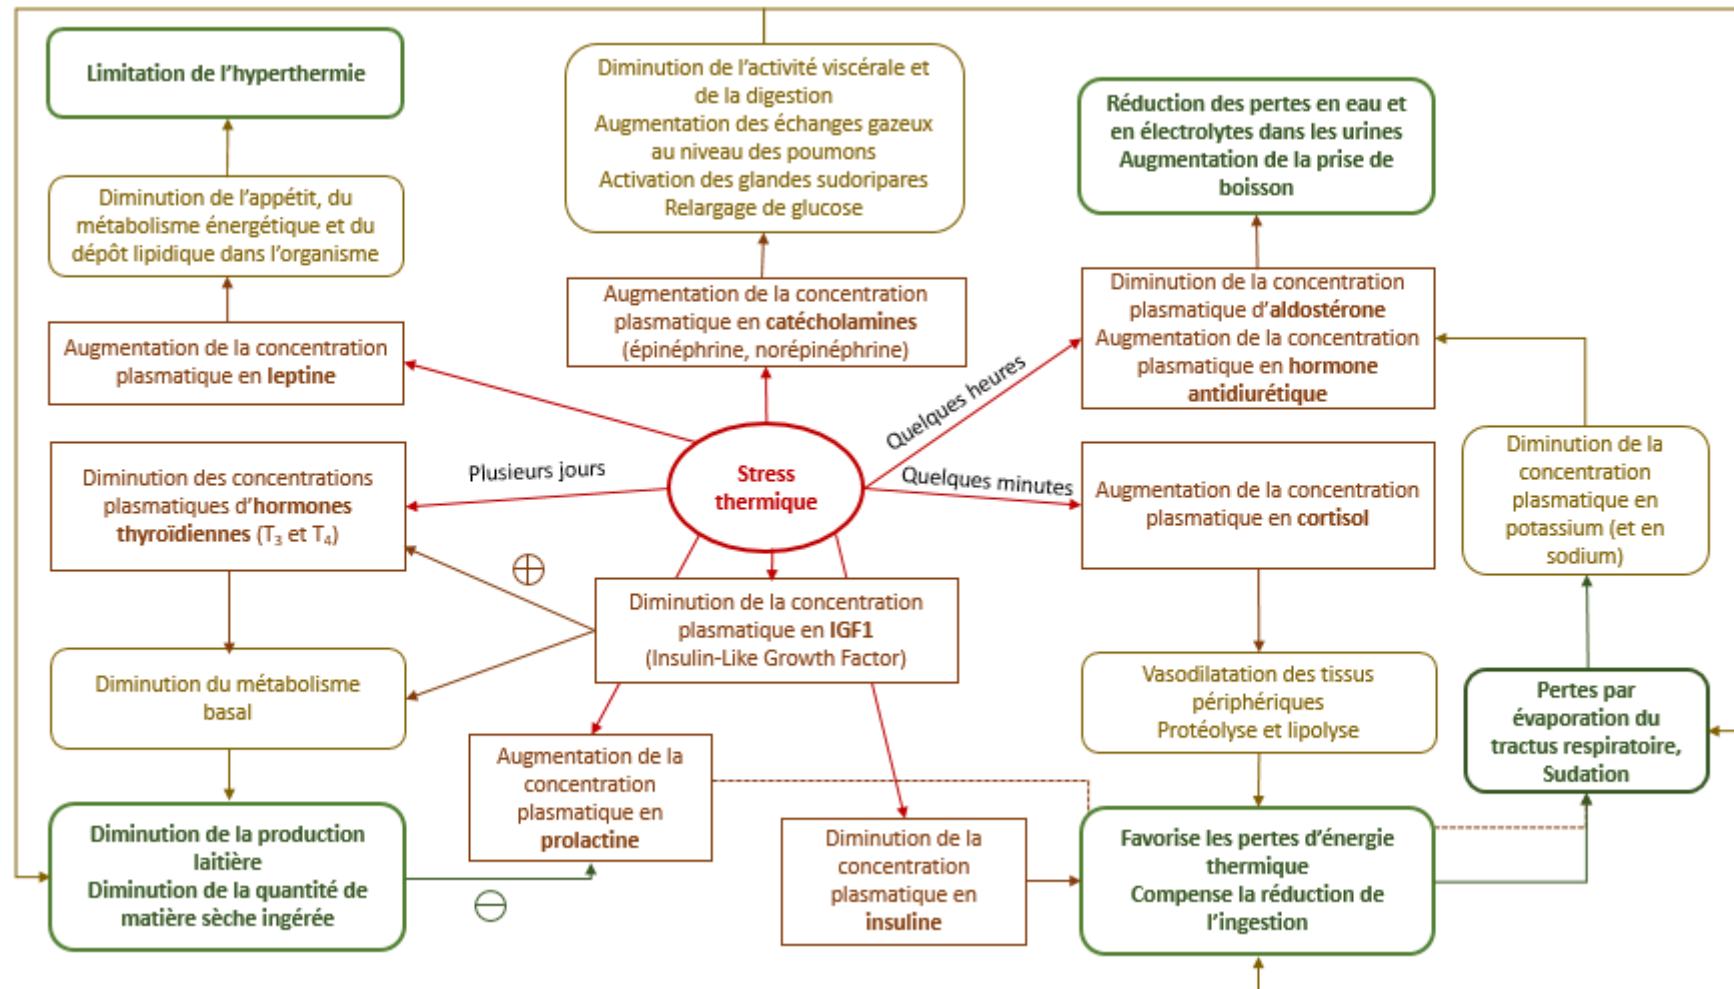 Limitation de l’hyperthermie
Diminution de l’activité viscérale et
de la digestion
Augmentation des échanges gazeux
au niveau des poumons
Activation des glandes sudoripares
Relargage de glucose
Réduction des pertes en eau et
en électrolytes dans les urines
Augmentation de la prise de
boisson
Diminution de l’appétit, du
métabolisme énergétique et du
dépôt lipidique dans l’organisme
Augmentation de la concentration
plasmatique en catécholamines
(épinéphrine, norépinéphrine)
Diminution de la concentration
plasmatique d’aldostérone
Augmentation de la concentration
plasmatique en hormone
antidiurétique
Augmentation de la concentration
plasmatique en leptine
Quelques heures
Diminution des concentrations
plasmatiques d’hormones
thyroïdiennes (T₃ et T₄)
Plusieurs jours
Stress
thermique
Quelques minutes
Augmentation de la concentration
plasmatique en cortisol
Diminution de la
concentration
plasmatique en
potassium (et en
sodium)
Diminution de la concentration
plasmatique en IGF1
(Insulin-Like Growth Factor)
Diminution du métabolisme
basal
Vasodilatation des tissus
périphériques
Protéolyse et lipolyse
Pertes par
évaporation du
tractus respiratoire,
Sudation
Augmentation de la
concentration
plasmatique en
prolactine
Diminution de la production
laitière
Diminution de la quantité de
matière sèche ingérée
Diminution de la
concentration
plasmatique en
insuline
Favorise les pertes d’énergie
thermique
Compense la réduction de
l’ingestion